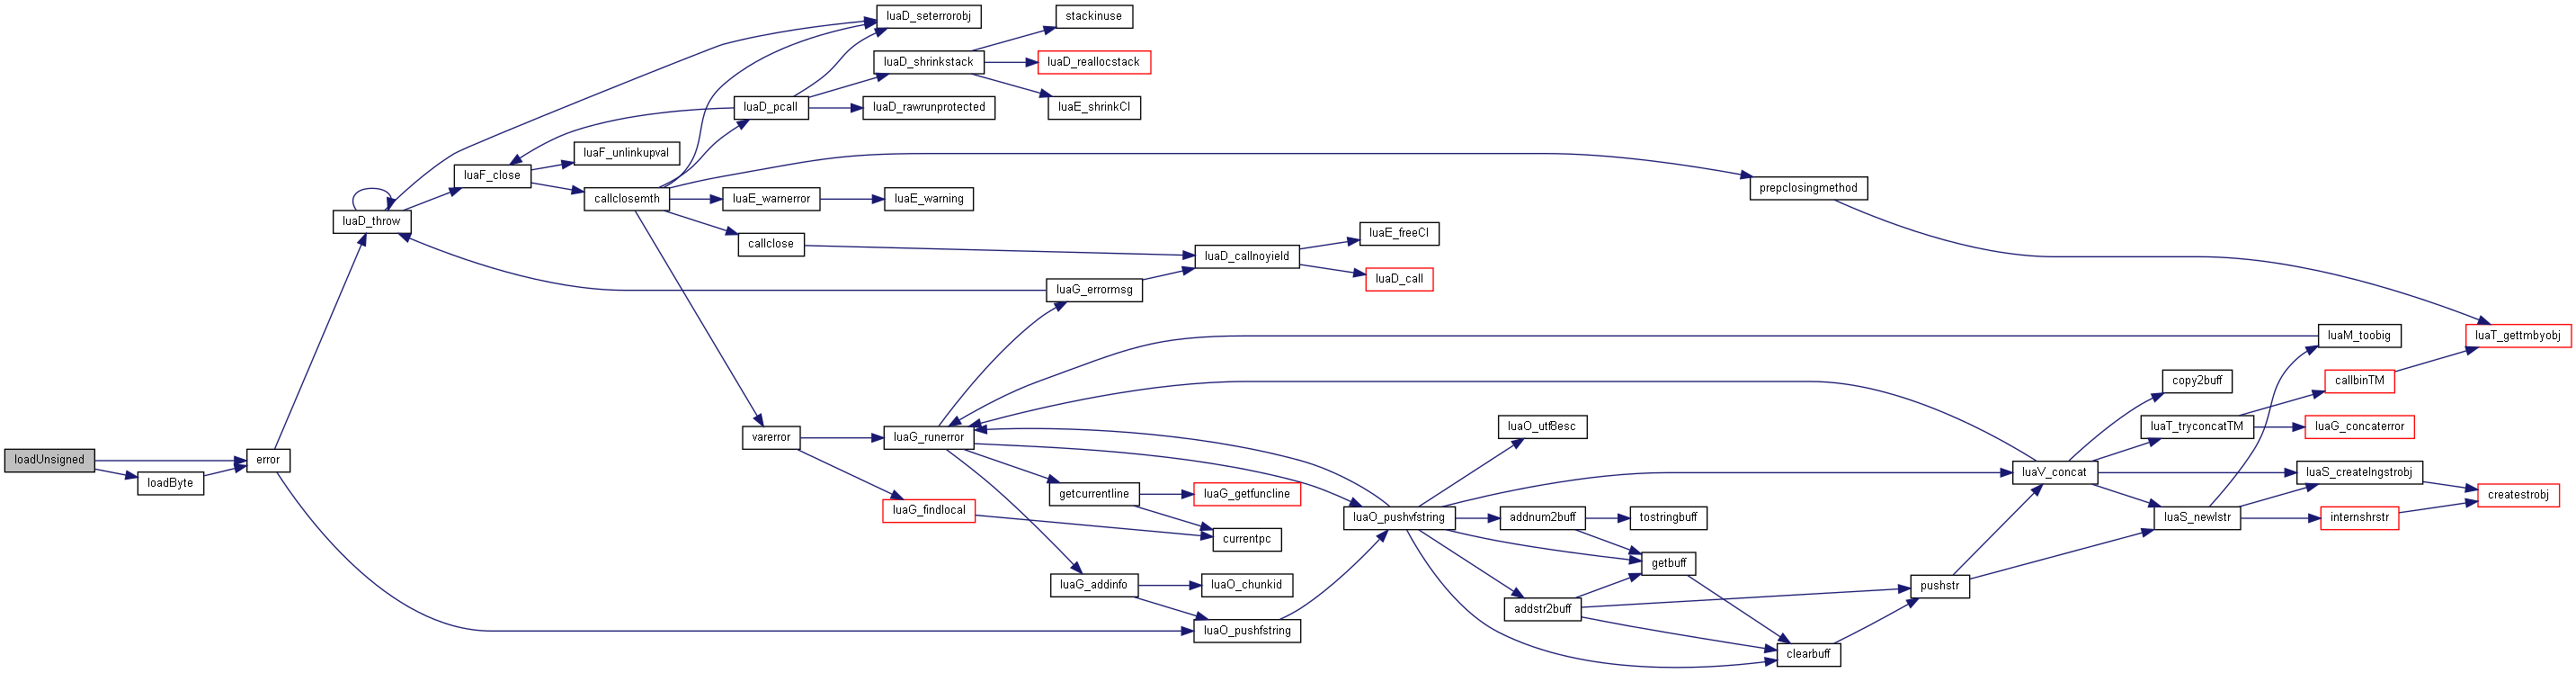 luaD_seterrorobj
stackinuse
luaD_shrinkstack
luaD_reallocstack
luaD_pcall
luaD_rawrunprotected
luaE_shrinkCI
luaF_unlinkupval
luaF_close
callclosemth
luaE_warnerror
luaE_warning
prepclosingmethod
luaD_throw
callclose
luaE_freeCI
luaD_callnoyield
luaD_call
luaG_errormsg
luaM_toobig
luaT_gettmbyobj
copy2buff
callbinTM
luaO_utf8esc
luaT_tryconcatTM
luaG_concaterror
varerror
luaG_runerror
loadUnsigned
error
loadByte
luaV_concat
luaS_createlngstrobj
getcurrentline
luaG_getfuncline
createstrobj
luaG_findlocal
luaO_pushvfstring
addnum2buff
tostringbuff
luaS_newlstr
internshrstr
currentpc
getbuff
luaG_addinfo
luaO_chunkid
pushstr
addstr2buff
luaO_pushfstring
clearbuff